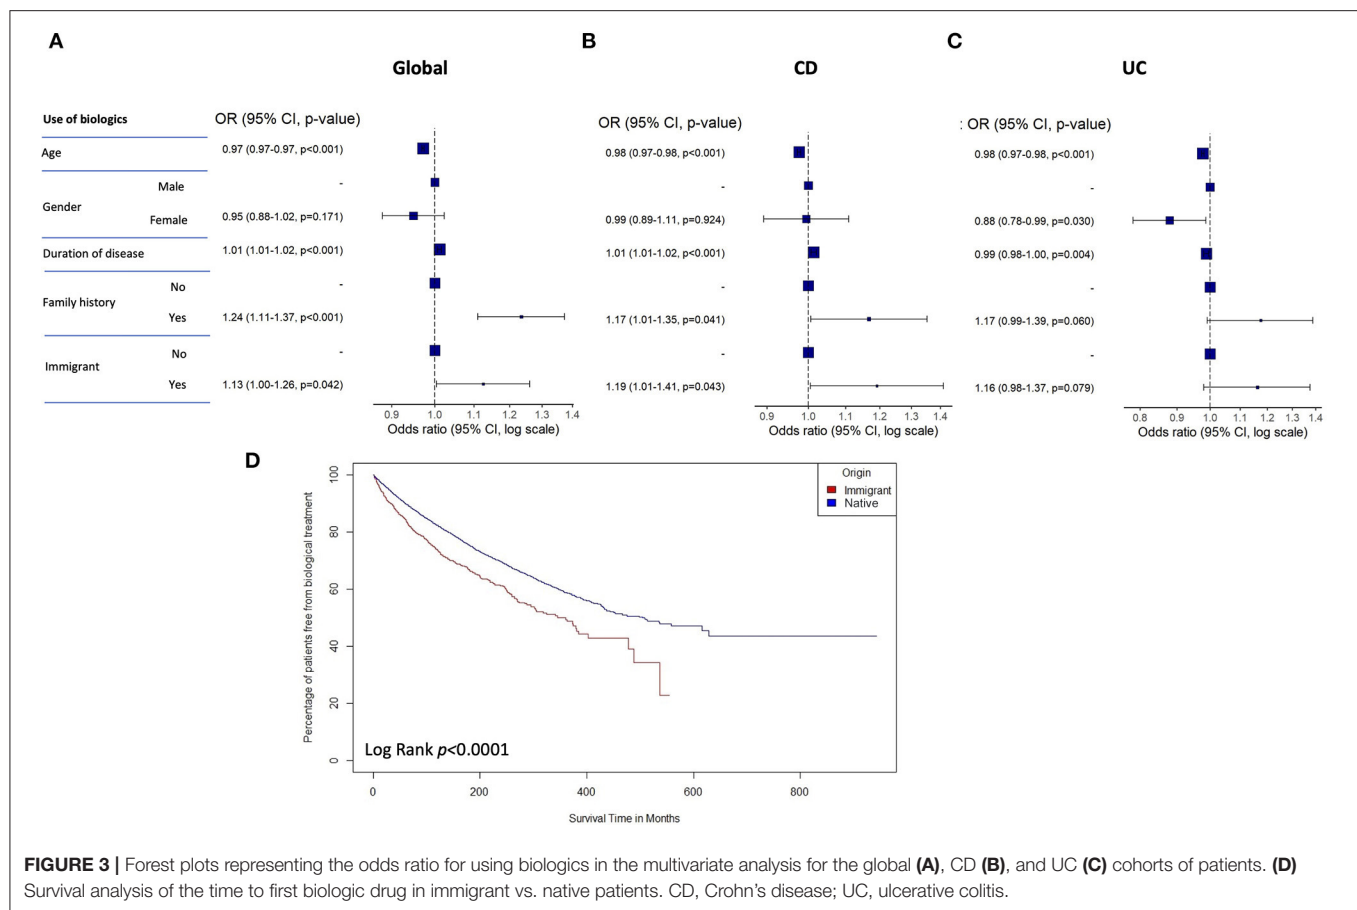 A
B
C
Global
CD
UC
Use of biologics
OR (95% CI, p-value)
Age
0.97 (0.97-0.97, p<0.001)
Gender
Male
-
Female
0.95 (0.88-1.02, p=0.171)
Duration of disease
1.01 (1.01-1.02, p<0.001)
Family history
No
-
Yes
1.24 (1.11-1.37, p<0.001)
Immigrant
No
-
Yes
1.13 (1.00-1.26, p=0.042)
0.9 1.0 1.1 1.2 1.3 1.4
Odds ratio (95% CI, log scale)
OR (95% CI, p-value)
0.98 (0.97-0.98, p<0.001)
-
0.99 (0.89-1.11, p=0.924)
1.01 (1.01-1.02, p<0.001)
-
1.17 (1.01-1.35, p=0.041)
-
1.19 (1.01-1.41, p=0.043)
0.9 1.0 1.1 1.2 1.3 1.4
Odds ratio (95% CI, log scale)
: OR (95% CI, p-value)
0.98 (0.97-0.98, p<0.001)
-
0.88 (0.78-0.99, p=0.030)
0.99 (0.98-1.00, p=0.004)
-
1.17 (0.99-1.39, p=0.060)
-
1.16 (0.98-1.37, p=0.079)
0.8 0.9 1.0 1.1 1.2 1.3 1.4
Odds ratio (95% CI, log scale)
D
Percentage of patients free from biological treatment
100
80
60
40
20
0
Origin
Immigrant
Native
Log Rank p<0.0001
0 200 400 600 800
Survival Time in Months
FIGURE 3 | Forest plots representing the odds ratio for using biologics in the multivariate analysis for the global (A), CD (B), and UC (C) cohorts of patients. (D)
Survival analysis of the time to first biologic drug in immigrant vs. native patients. CD, Crohn's disease; UC, ulcerative colitis.